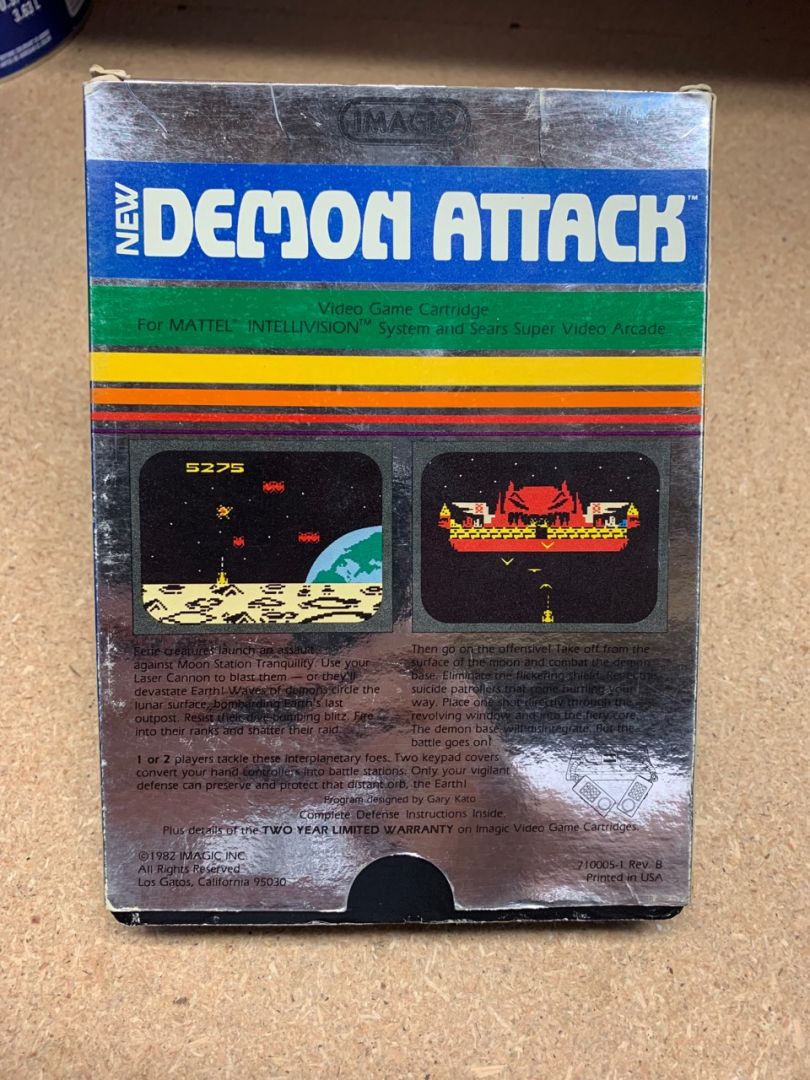 3.63 L
IMAGIC
NEW DEMON ATTACK™
Video Game Cartridge
For MATTEL® INTELLIVISION™ System and Sears Super Video Arcade
5275
Eerie creatures launch an assault
against Moon Station Tranquility. Use your
Laser Cannon to blast them — or they'll
devastate Earth! Waves of demons circle the
lunar surface, bombarding Earth's last
outpost. Resist their dive-bombing blitz. Fire
into their ranks and shatter their raid.
Then go on the offensive! Take off from the
surface of the moon and combat the demon
base. Eliminate the flickering shield. Resist the
suicide patrollers that come hurtling your
way. Place one shot directly through the
revolving window and into the fiery core.
The demon base will disintegrate. But the
battle goes on!
1 or 2 players tackle these interplanetary foes. Two keypad covers
convert your hand controllers into battle stations. Only your vigilant
defense can preserve and protect that distant orb, the Earth!
Program designed by Gary Kato
Complete Defense Instructions Inside.
Plus details of the TWO YEAR LIMITED WARRANTY on Imagic Video Game Cartridges.
©1982 IMAGIC INC.
All Rights Reserved
Los Gatos, California 95030
710005-1 Rev. B
Printed in USA